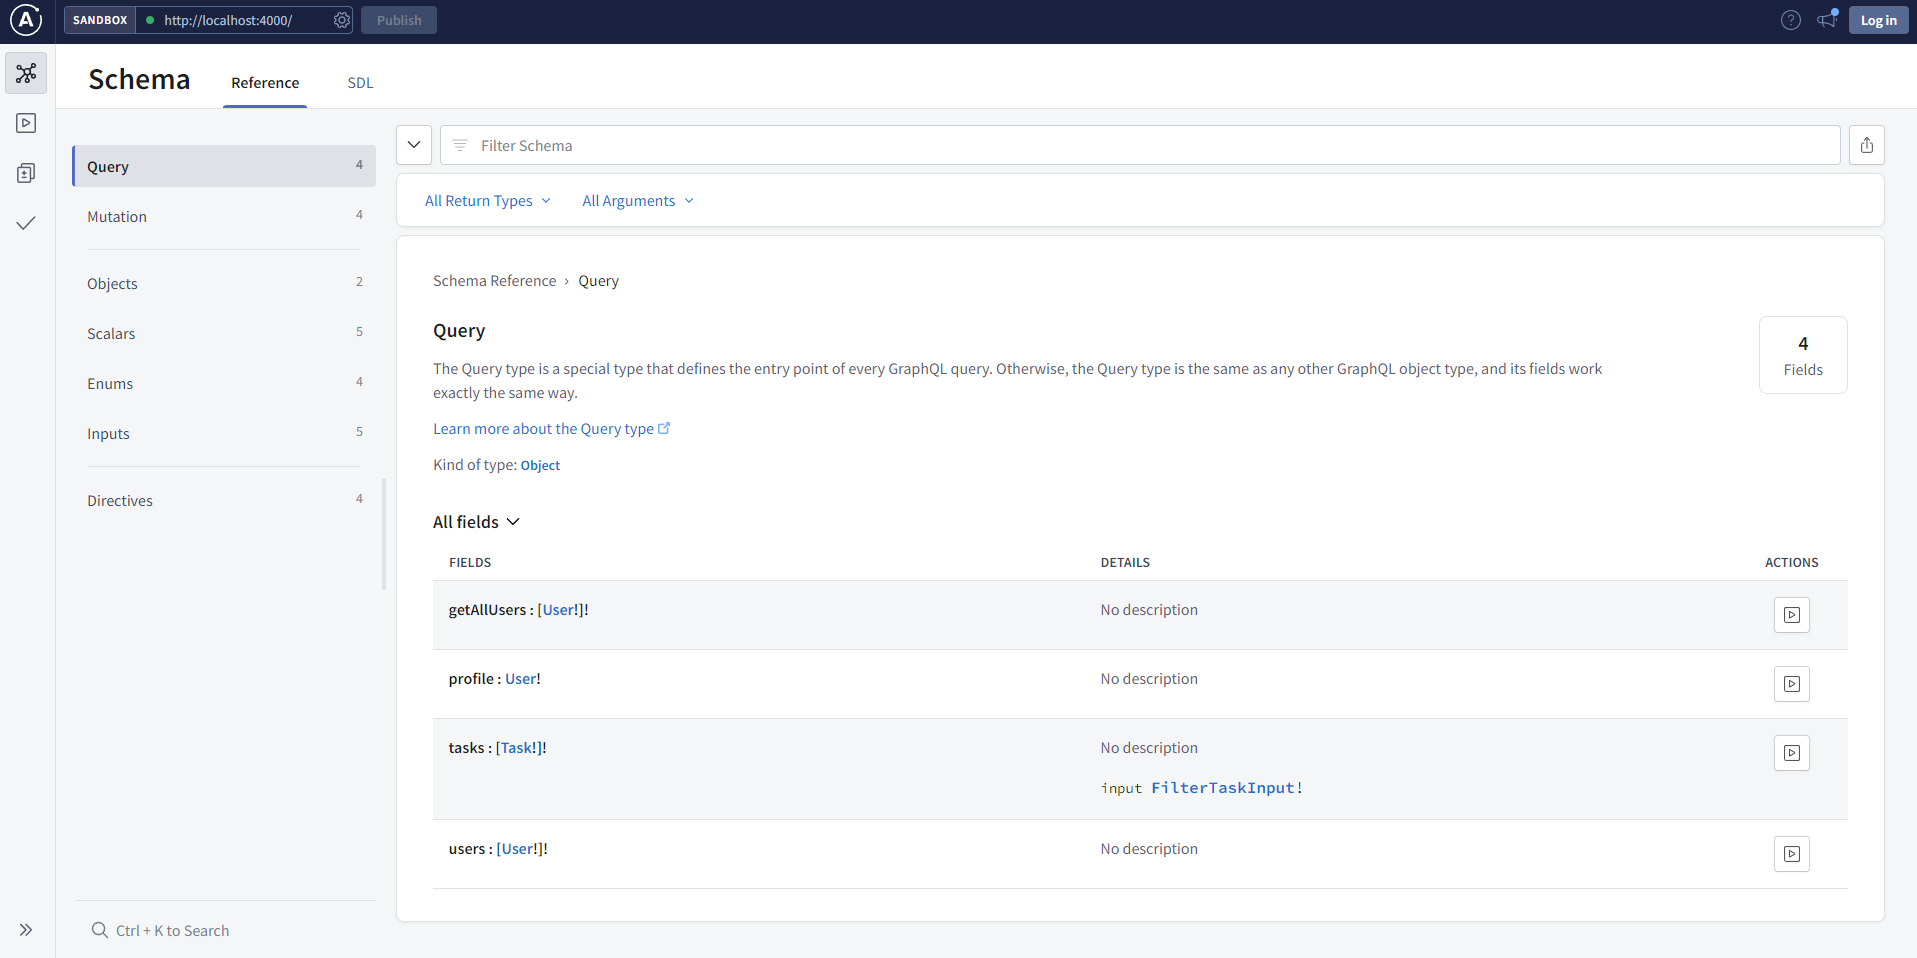 SANDBOX http://localhost:4000/ Publish Log in
Schema Reference SDL
Query 4
Mutation 4
Objects 2
Scalars 5
Enums 4
Inputs 5
Directives 4
Ctrl + K to Search
Filter Schema
All Return Types All Arguments
Schema Reference › Query
Query
The Query type is a special type that defines the entry point of every GraphQL query. Otherwise, the Query type is the same as any other GraphQL object type, and its fields work
exactly the same way.
Learn more about the Query type
Kind of type: Object
4
Fields
All fields
FIELDS DETAILS ACTIONS
getAllUsers : [User!]! No description
profile : User! No description
tasks : [Task!]! No description
input FilterTaskInput!
users : [User!]! No description